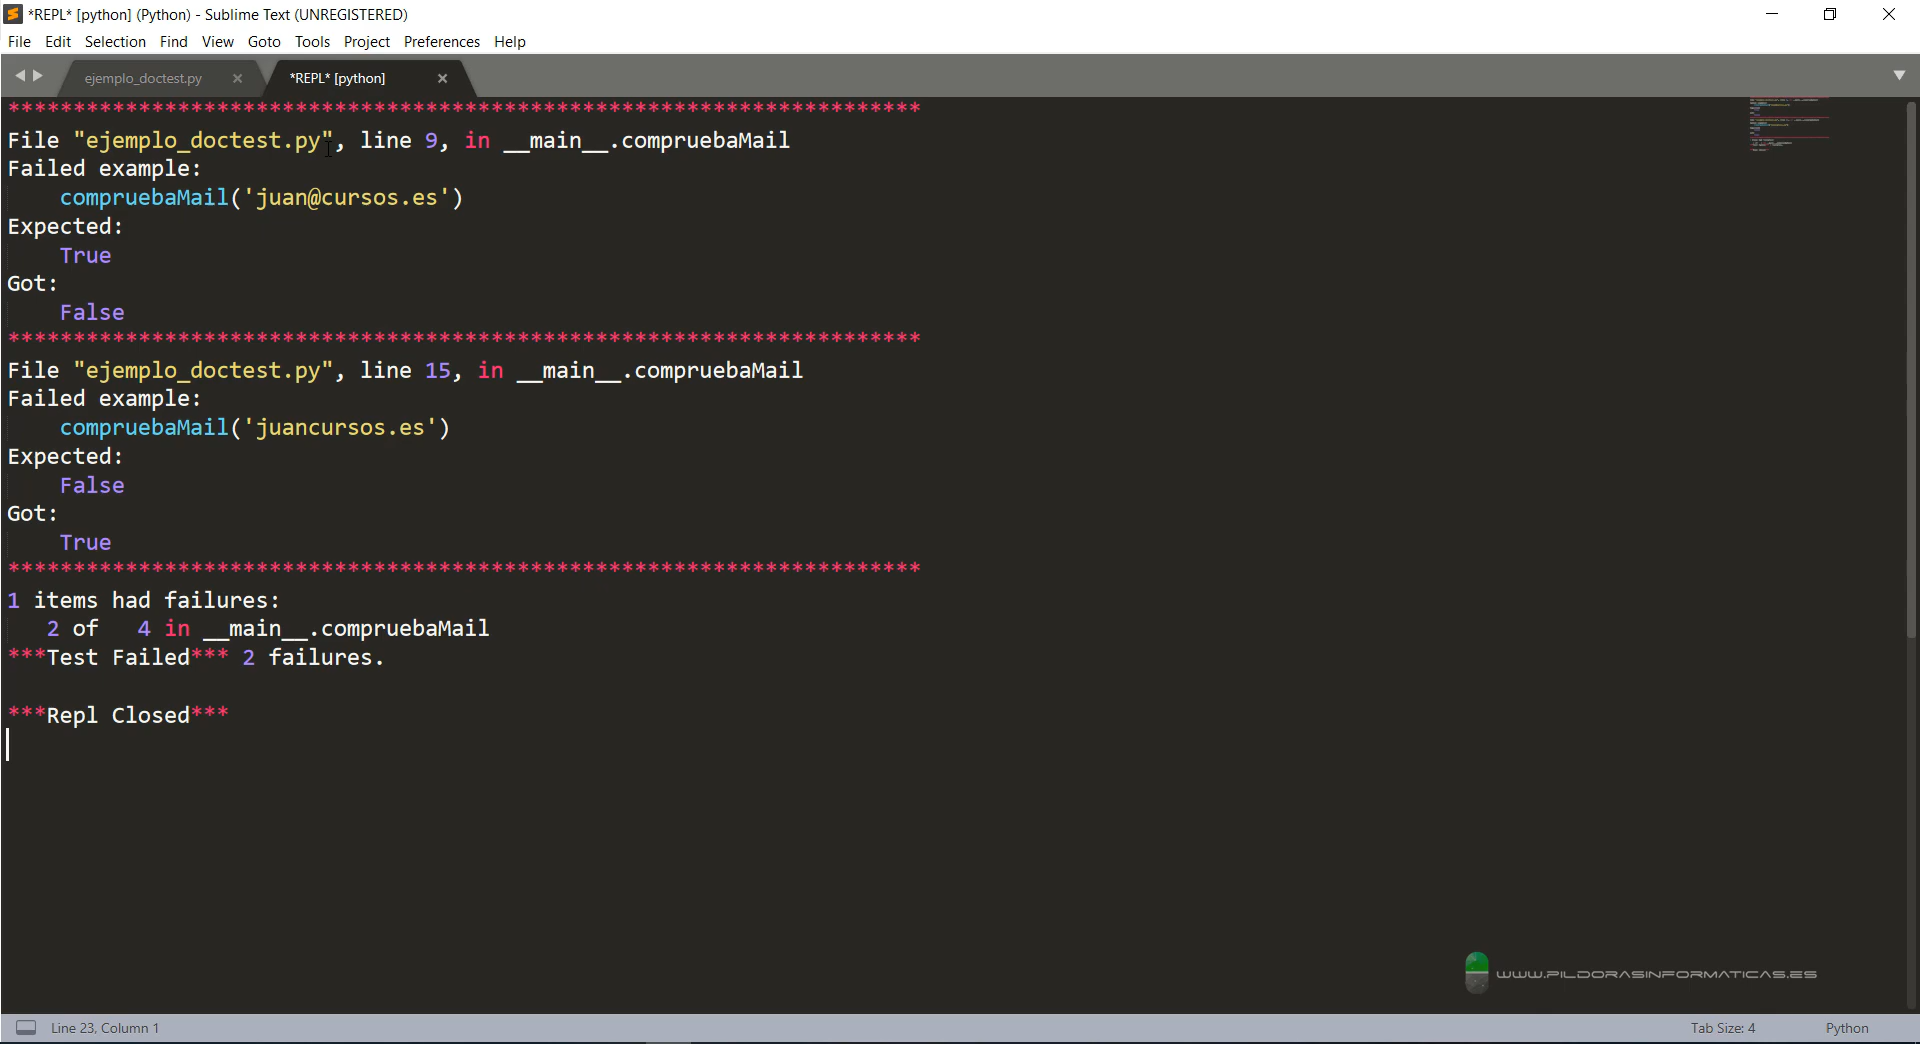 *REPL* [python] (Python) - Sublime Text (UNREGISTERED)
File Edit Selection Find View Goto Tools Project Preferences Help
ejemplo_doctest.py × *REPL* [python] ×
**********************************************************************
File "ejemplo_doctest.py", line 9, in __main__.compruebaMail
Failed example:
    compruebaMail('juan@cursos.es')
Expected:
    True
Got:
    False
**********************************************************************
File "ejemplo_doctest.py", line 15, in __main__.compruebaMail
Failed example:
    compruebaMail('juancursos.es')
Expected:
    False
Got:
    True
**********************************************************************
1 items had failures:
   2 of   4 in __main__.compruebaMail
***Test Failed*** 2 failures.
***Repl Closed***
WWW.PILDORASINFORMATICAS.ES
Line 23, Column 1 Tab Size: 4 Python